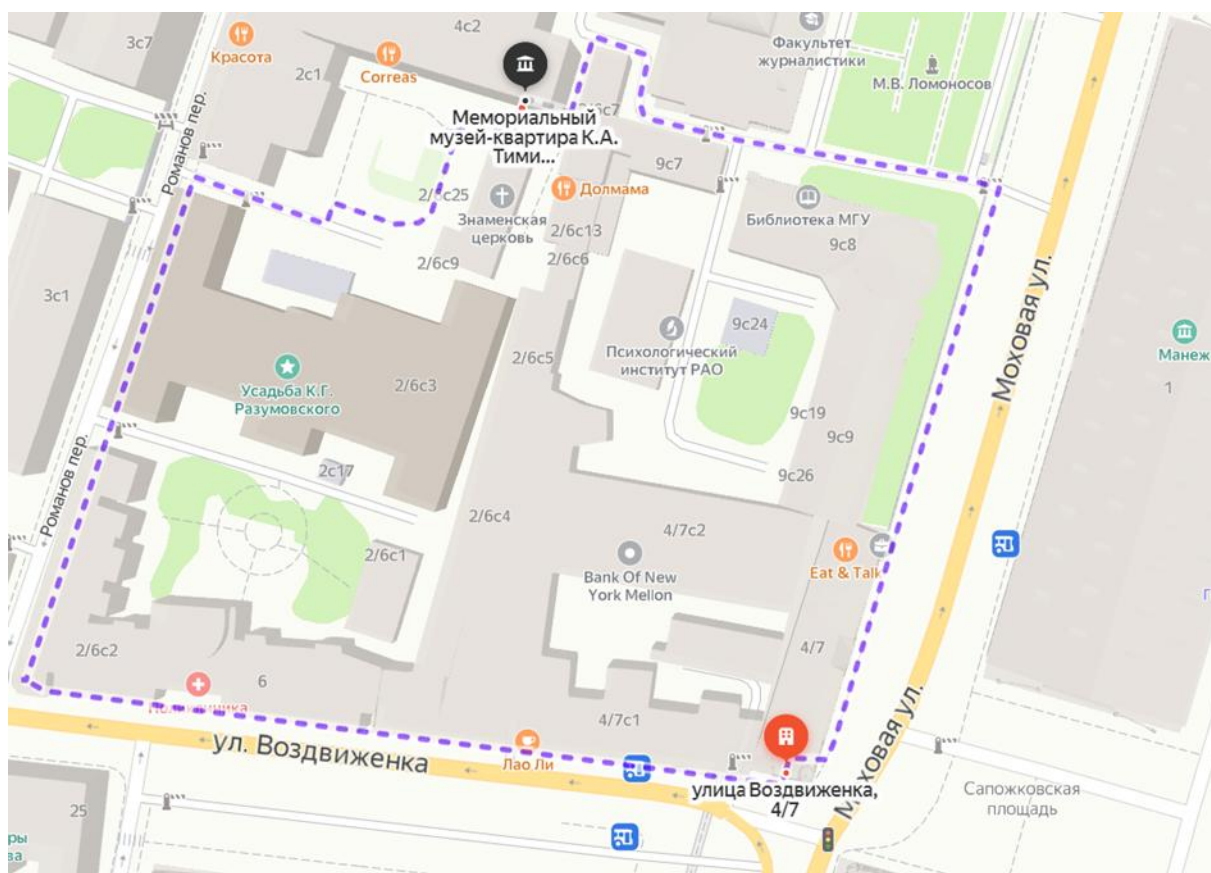 4с2
3с7
Красота
2с1
Correas
Факультет
журналистики
М.В. Ломоносов
Романов пер.
2/6с7
Мемориальный
музей-квартира К.А.
Тими...
9с7
Долмама
2/6с25
Знаменская
церковь
Библиотека МГУ
9с8
2/6с13
2/6с9
2/6с6
3с1
Моховая ул.
9с24
Психологический
институт РАО
Манеж
1
2/6с5
2/6с3
Усадьба К.Г.
Разумовского
9с19
9с9
Романов пер.
2с17
9с26
2/6с4
4/7с2
2/6с1
Bank Of New
York Mellon
Eat & Talk
2/6с2
6
4/7
Поликлиника
4/7с1
Моховая ул.
ул. Воздвиженка
Лао Ли
улица Воздвиженка,
4/7
Сапожковская
площадь
25